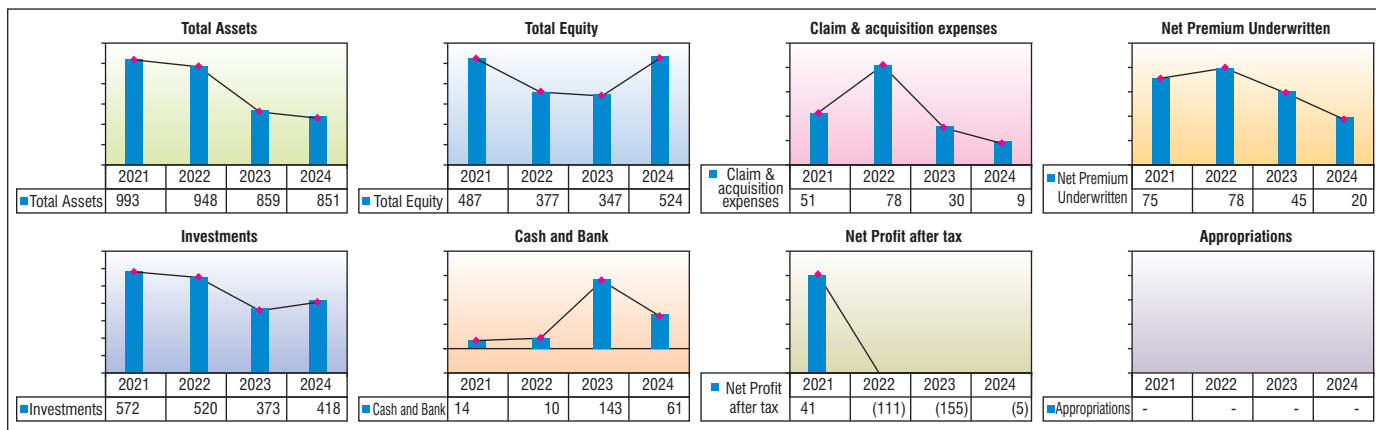 Total Assets
2021 2022 2023 2024
Total Assets 993 948 859 851
Total Equity
2021 2022 2023 2024
Total Equity 487 377 347 524
Claim & acquisition expenses
2021 2022 2023 2024
Claim &
acquisition
expenses
51 78 30 9
Net Premium Underwritten
2021 2022 2023 2024
Net Premium
Underwritten
75 78 45 20
Investments
2021 2022 2023 2024
Investments 572 520 373 418
Cash and Bank
2021 2022 2023 2024
Cash and Bank 14 10 143 61
Net Profit after tax
2021 2022 2023 2024
Net Profit
after tax
41 (111) (155) (5)
Appropriations
2021 2022 2023 2024
Appropriations - - - -